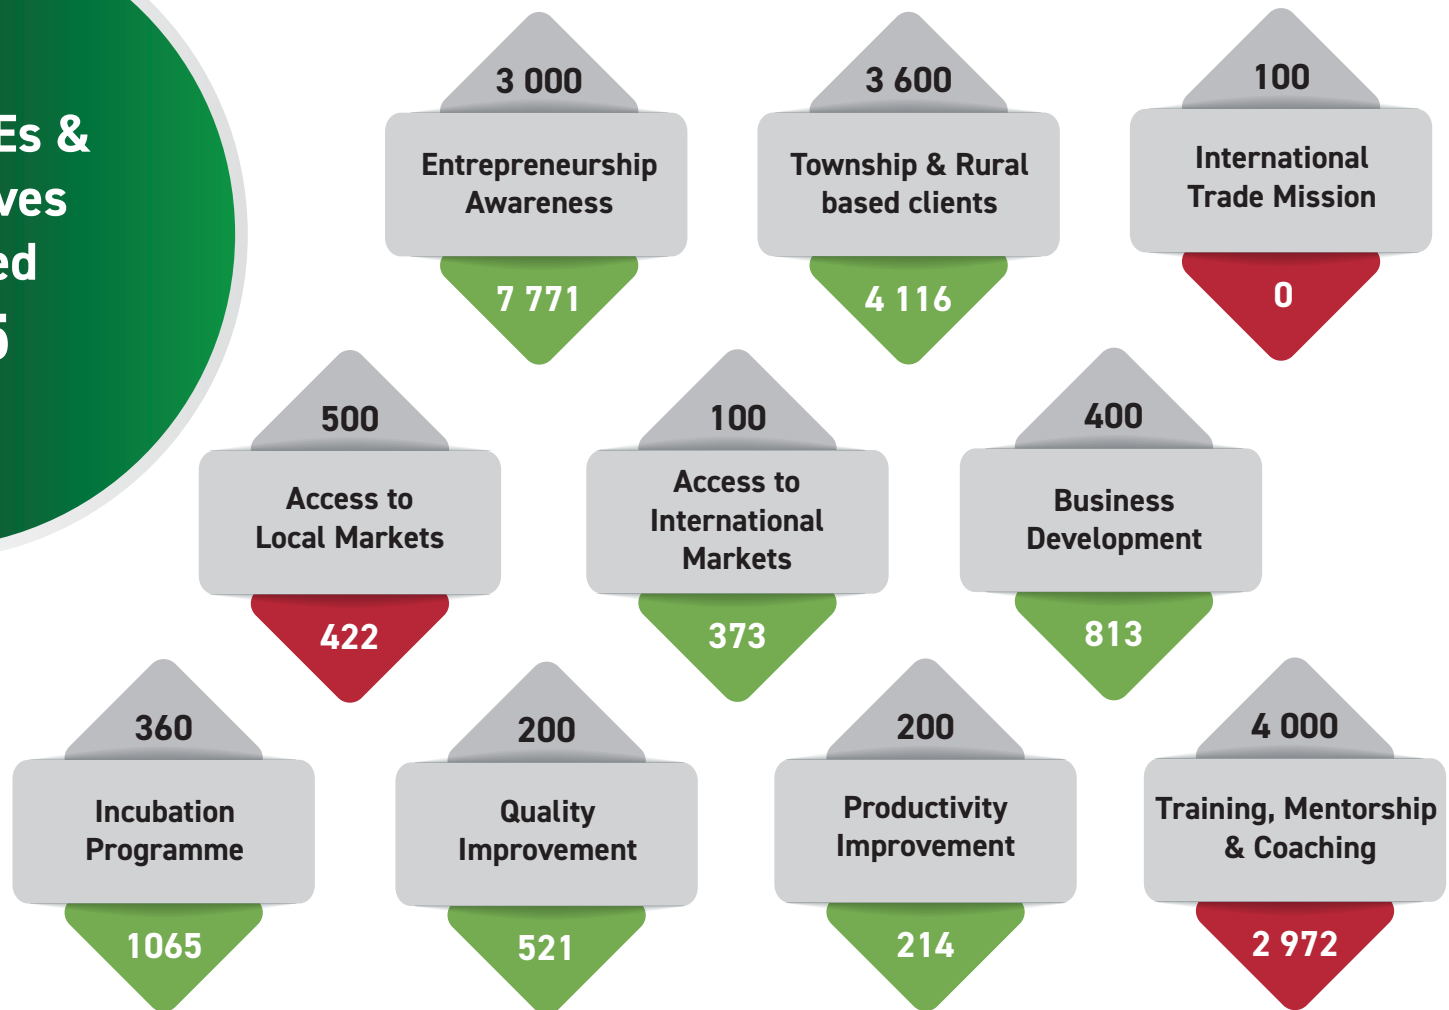 Es &
ves
ed
5
3 000
Entrepreneurship
Awareness
7 771
3 600
Township & Rural
based clients
4 116
100
International
Trade Mission
0
500
Access to
Local Markets
422
100
Access to
International
Markets
373
400
Business
Development
813
360
Incubation
Programme
1065
200
Quality
Improvement
521
200
Productivity
Improvement
214
4 000
Training, Mentorship
& Coaching
2 972